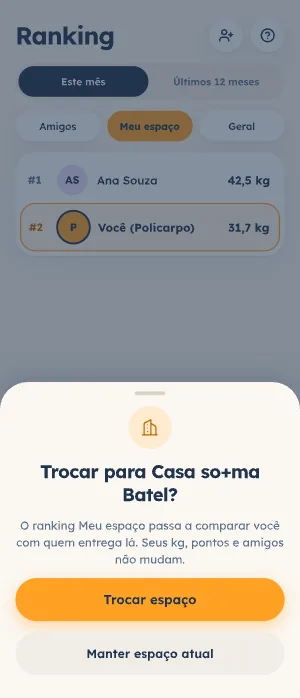 Ranking
Este mês
Últimos 12 meses
Amigos
Meu espaço
Geral
#1 AS Ana Souza 42,5 kg
#2 P Você (Policarpo) 31,7 kg
Trocar para Casa so+ma
Batel?
O ranking Meu espaço passa a comparar você
com quem entrega lá. Seus kg, pontos e amigos
não mudam.
Trocar espaço
Manter espaço atual